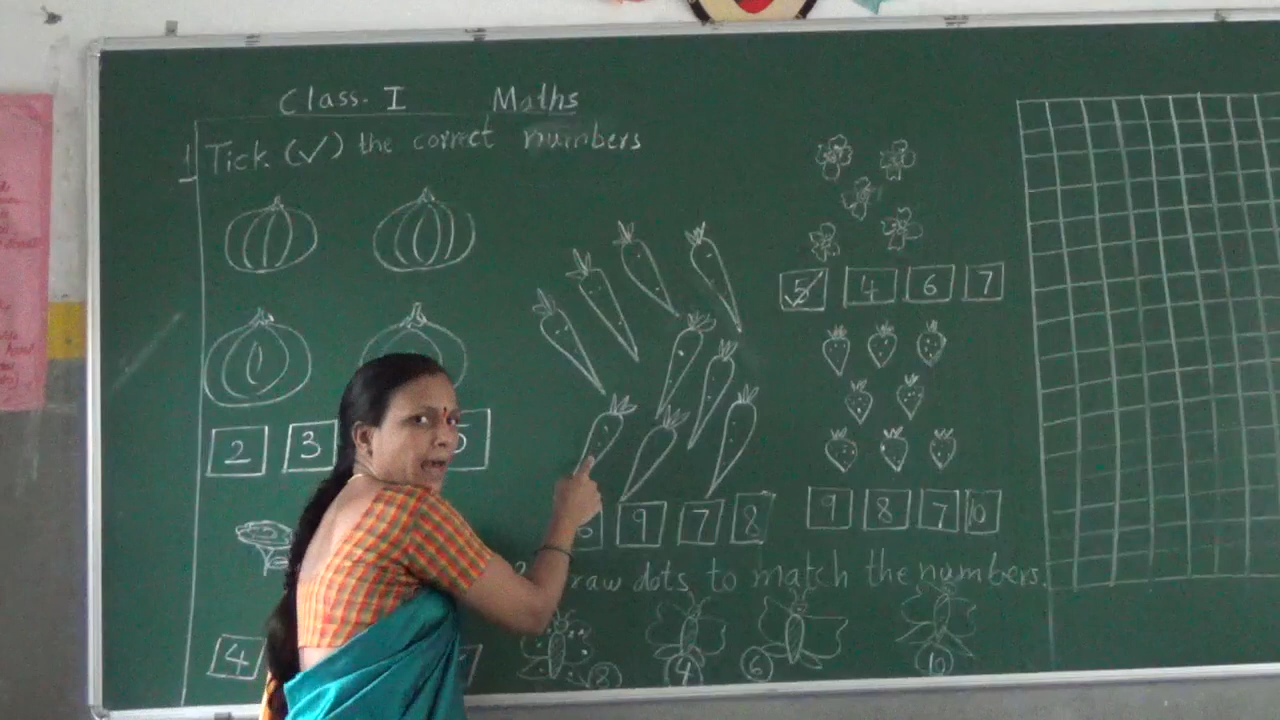 Class. I Maths
1 Tick (✓) the correct numbers
5 4 6 7
2 3 5
9 7 8
9 8 7 10
raw dots to match the numbers.
4
8 4 6 10